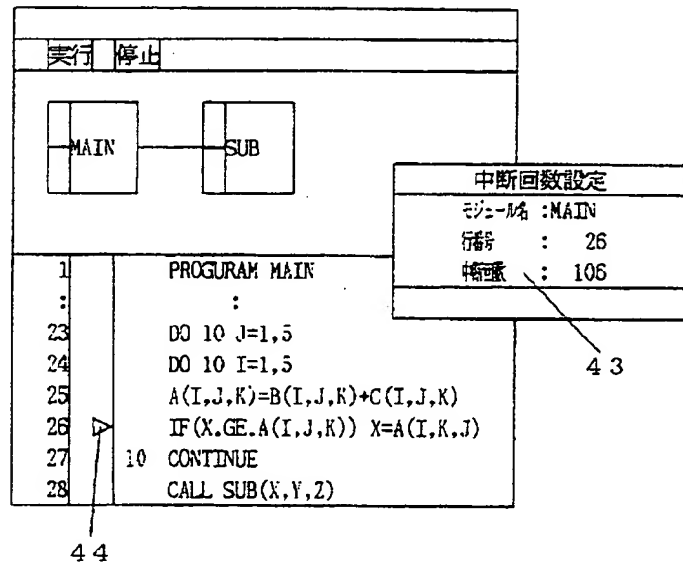 実行 停止
MAIN SUB
中断回数設定
モジュール名 :MAIN
行番号 : 26
中断回数 : 106
43
1 PROGURAM MAIN
: :
23 DO 10 J=1,5
24 DO 10 I=1,5
25 A(I,J,K)=B(I,J,K)+C(I,J,K)
26 IF(X.GE.A(I,J,K)) X=A(I,K,J)
27 10 CONTINUE
28 CALL SUB(X,Y,Z)
44